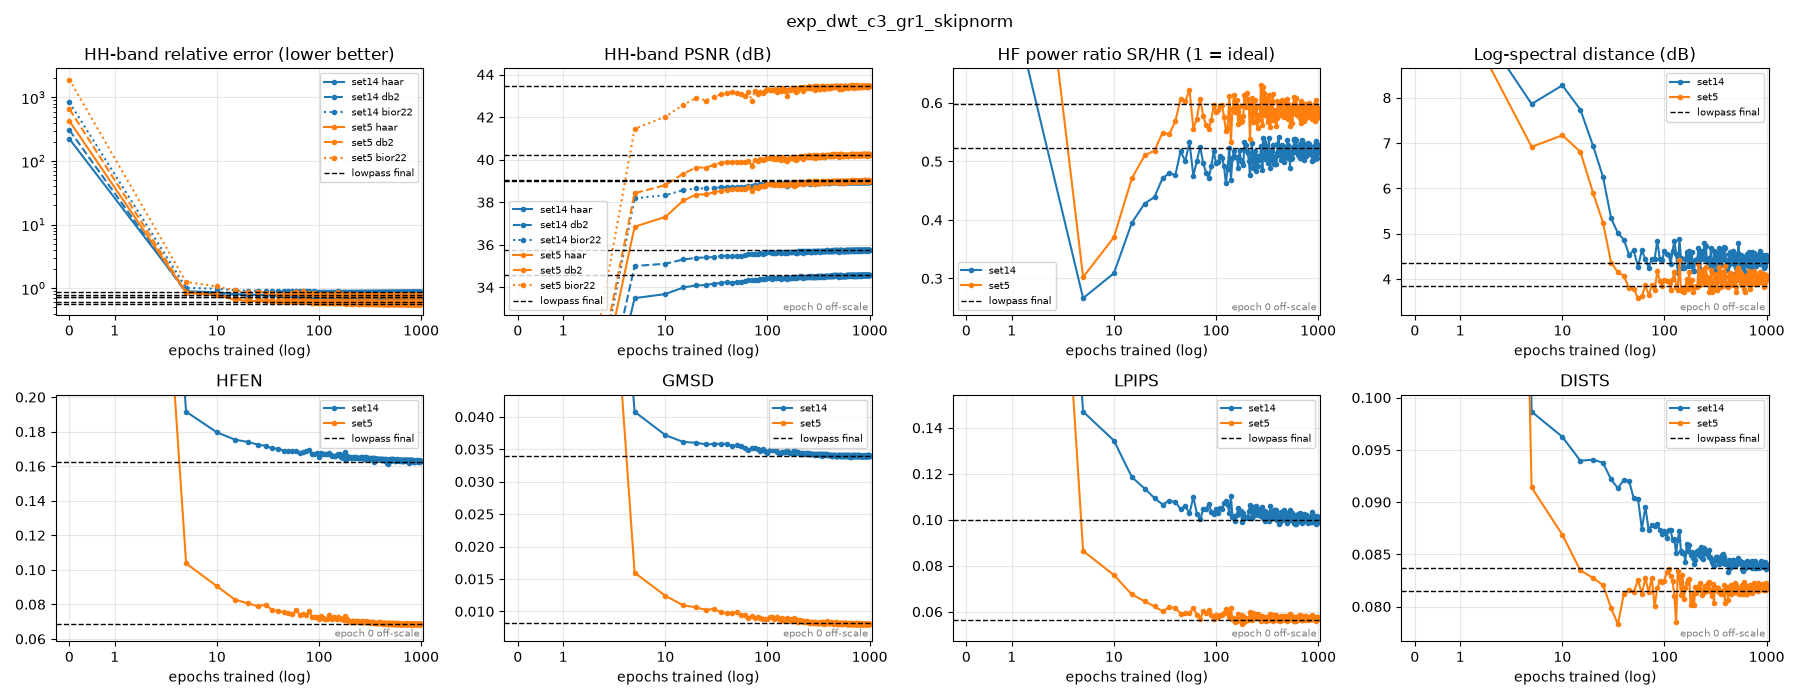 exp_dwt_c3_gr1_skipnorm
HH-band relative error (lower better)
10³
10²
10¹
10⁰
set14 haar
set14 db2
set14 bior22
set5 haar
set5 db2
set5 bior22
lowpass final
0 1 10 100 1000
epochs trained (log)
HH-band PSNR (dB)
44
42
40
38
36
34
set14 haar
set14 db2
set14 bior22
set5 haar
set5 db2
set5 bior22
lowpass final
epoch 0 off-scale
0 1 10 100 1000
epochs trained (log)
HF power ratio SR/HR (1 = ideal)
0.6
0.5
0.4
0.3
set14
set5
lowpass final
epoch 0 off-scale
0 1 10 100 1000
epochs trained (log)
Log-spectral distance (dB)
8
7
6
5
4
set14
set5
lowpass final
epoch 0 off-scale
0 1 10 100 1000
epochs trained (log)
HFEN
0.20
0.18
0.16
0.14
0.12
0.10
0.08
0.06
set14
set5
lowpass final
epoch 0 off-scale
0 1 10 100 1000
epochs trained (log)
GMSD
0.040
0.035
0.030
0.025
0.020
0.015
0.010
set14
set5
lowpass final
epoch 0 off-scale
0 1 10 100 1000
epochs trained (log)
LPIPS
0.14
0.12
0.10
0.08
0.06
set14
set5
lowpass final
epoch 0 off-scale
0 1 10 100 1000
epochs trained (log)
DISTS
0.100
0.095
0.090
0.085
0.080
set14
set5
lowpass final
epoch 0 off-scale
0 1 10 100 1000
epochs trained (log)